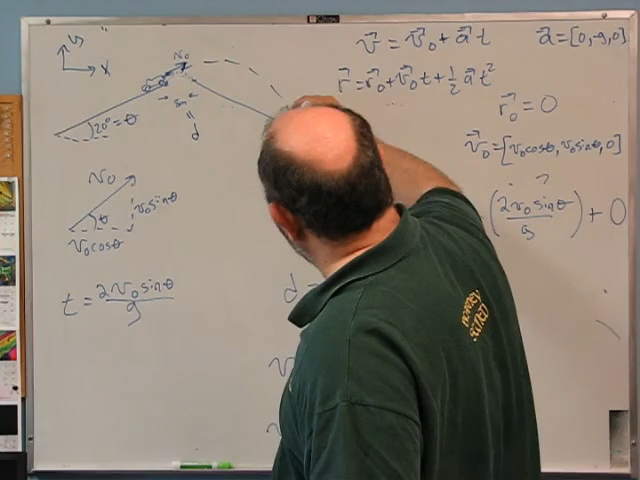 v⃗ = v⃗₀ + a⃗t
a⃗ = [0, -g, 0]
r⃗ = r⃗₀ + v⃗₀t + ½a⃗t²
r⃗₀ = 0
v⃗₀ = [v₀cosθ, v₀sinθ, 0]
y
x
v₀
20° = θ
5m
= d
v₀
θ
v₀sinθ
v₀cosθ
t = 2v₀sinθ/g
(2v₀sinθ/g) + 0
d =